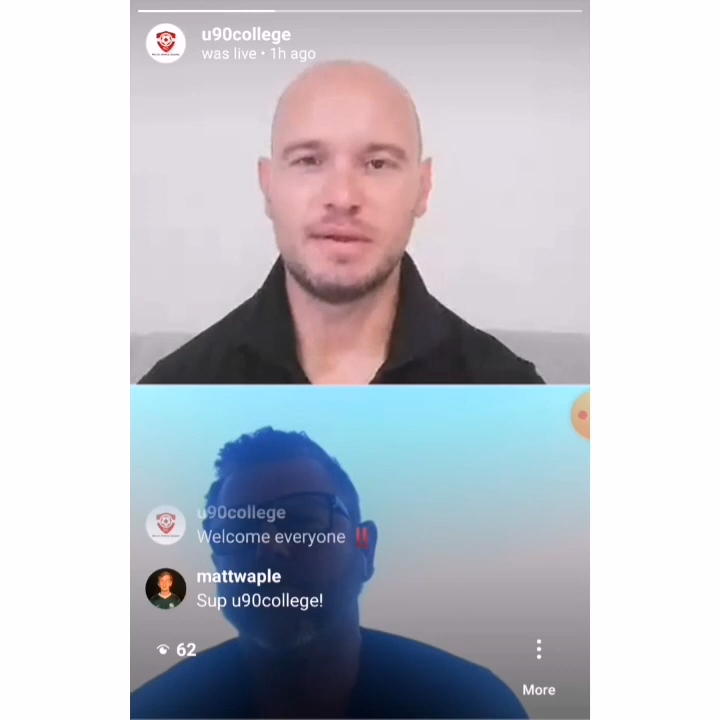 u90college
was live • 1h ago
u90college
Welcome everyone ‼️
mattwaple
Sup u90college!
62
More